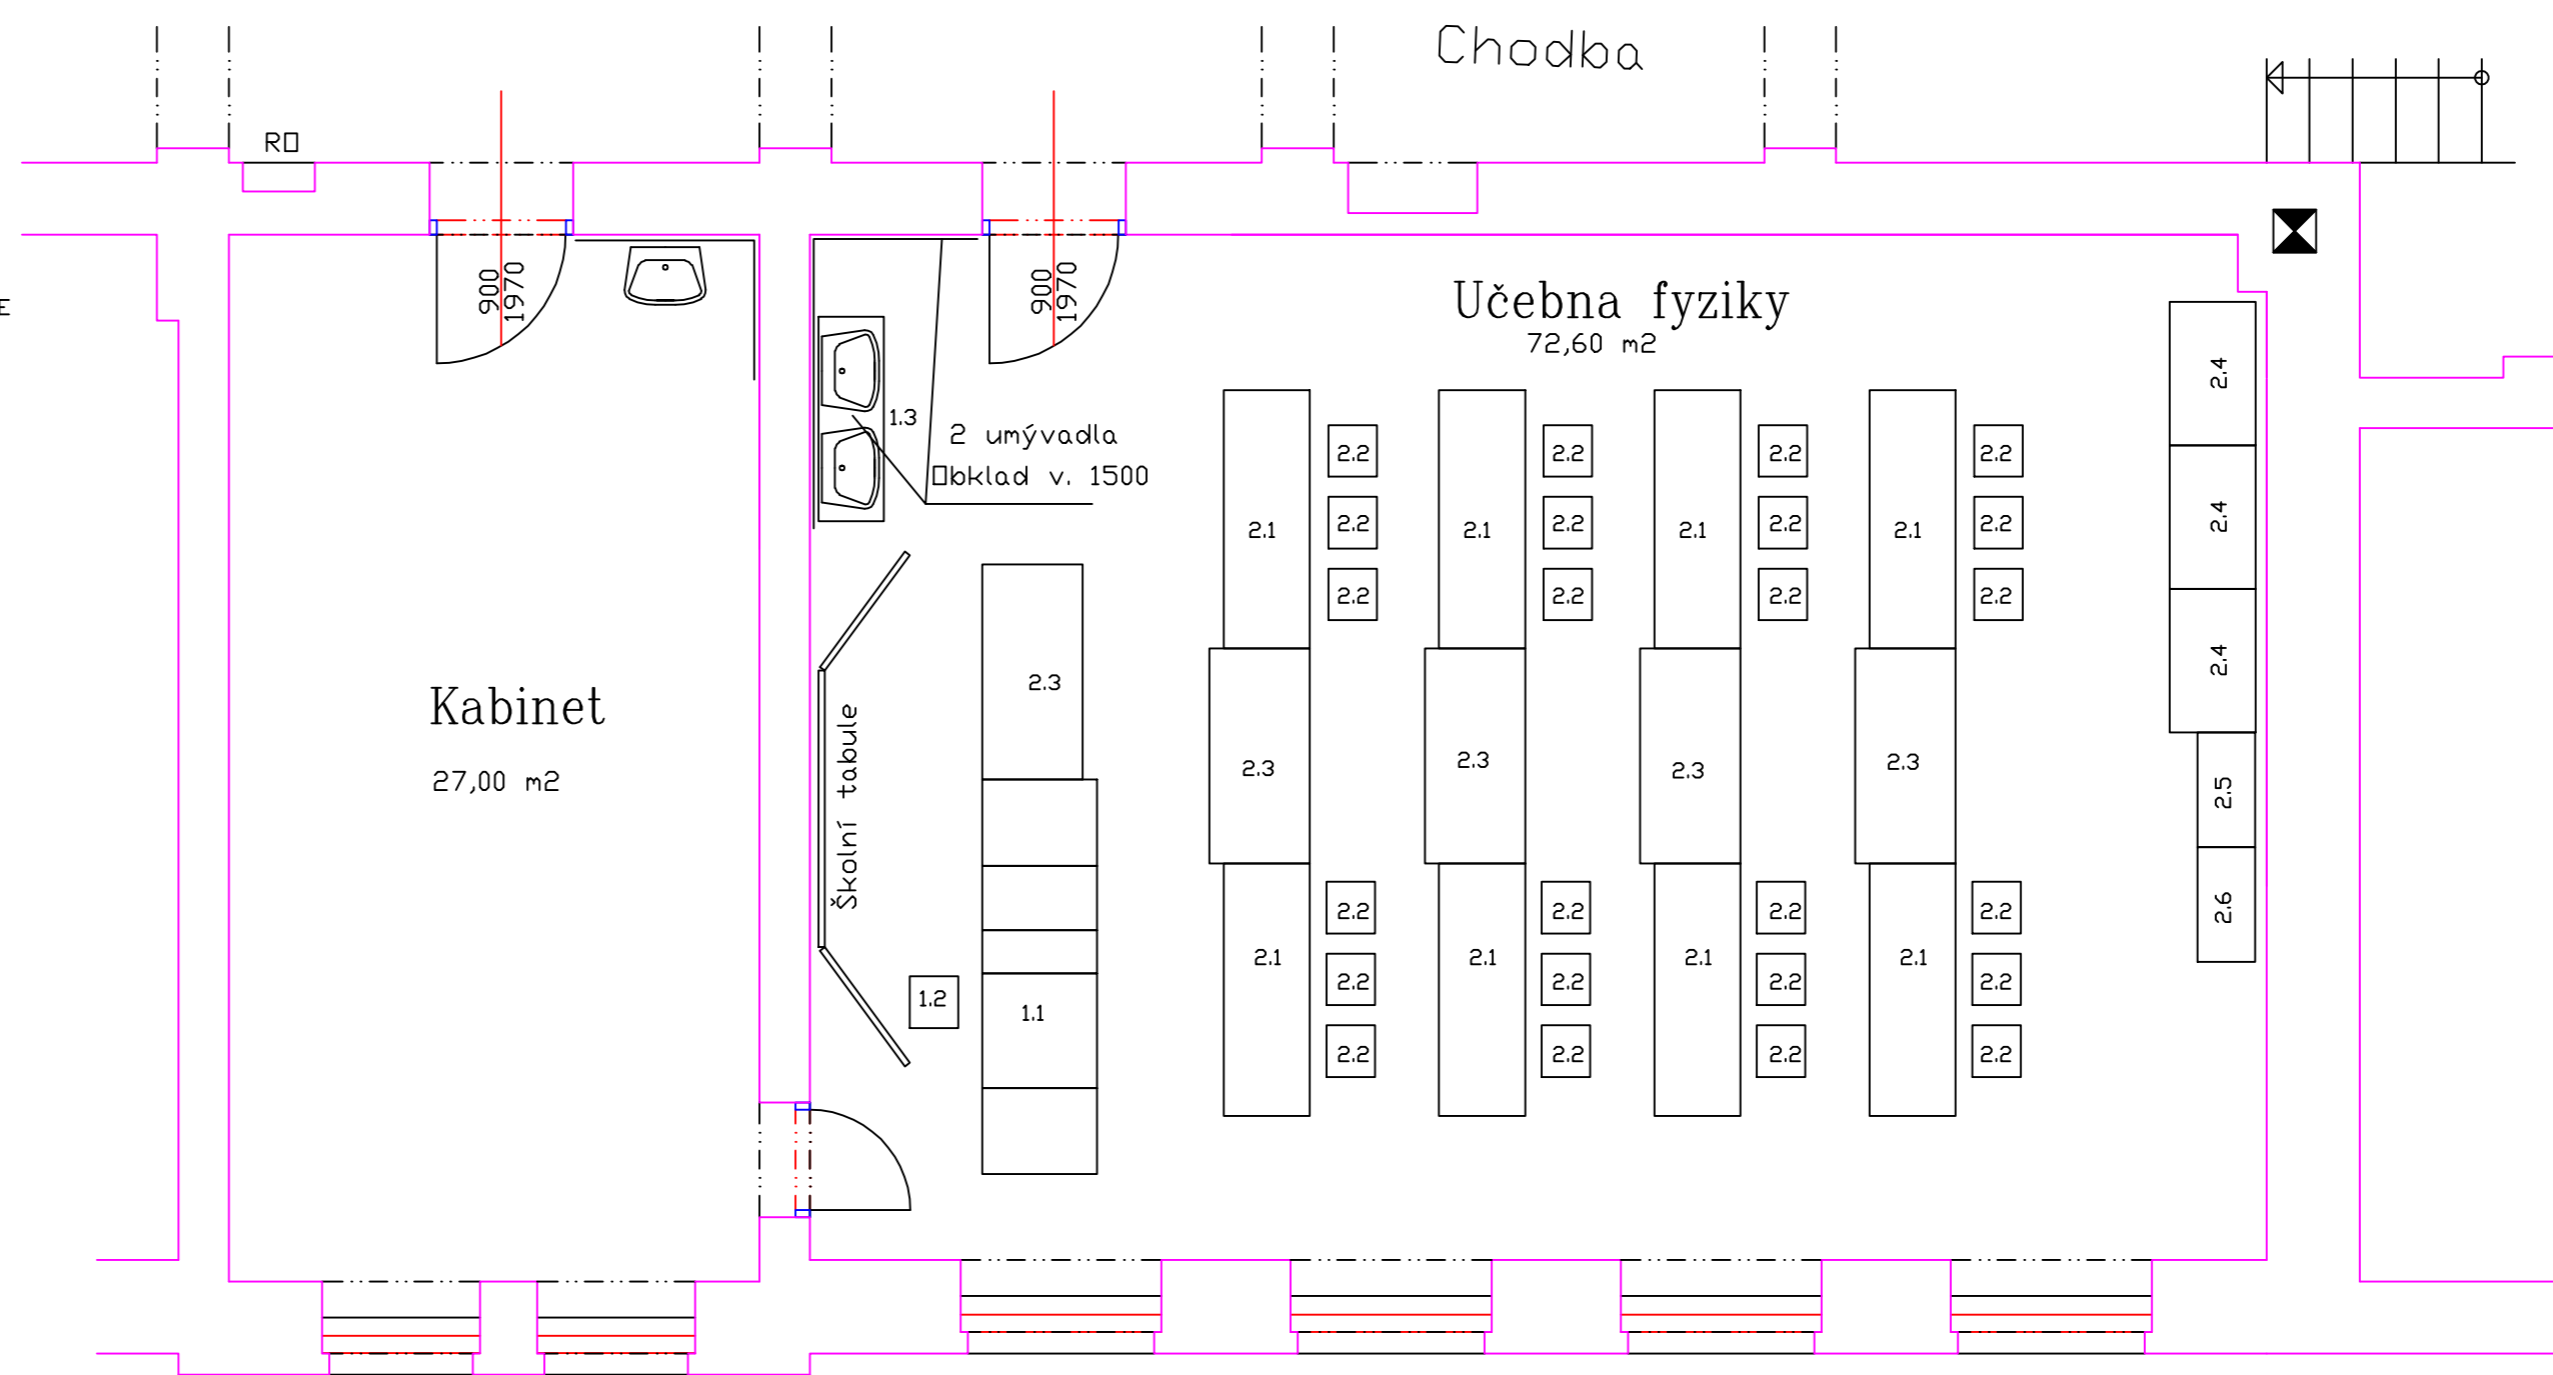 Chodba
RO
E
900
1970
900
1970
Učebna fyziky
72,60 m2
1.3
2 umývadla
Obklad v. 1500
2.4
2.4
2.4
2.5
2.6
2.1 2.2 2.1 2.2 2.1 2.2 2.1 2.2
2.2 2.2 2.2 2.2
2.2 2.2 2.2 2.2
Kabinet
27,00 m2
Školní tabule
2.3
2.3 2.3 2.3 2.3
1.2
1.1
2.1 2.2 2.1 2.2 2.1 2.2 2.1 2.2
2.2 2.2 2.2 2.2
2.2 2.2 2.2 2.2